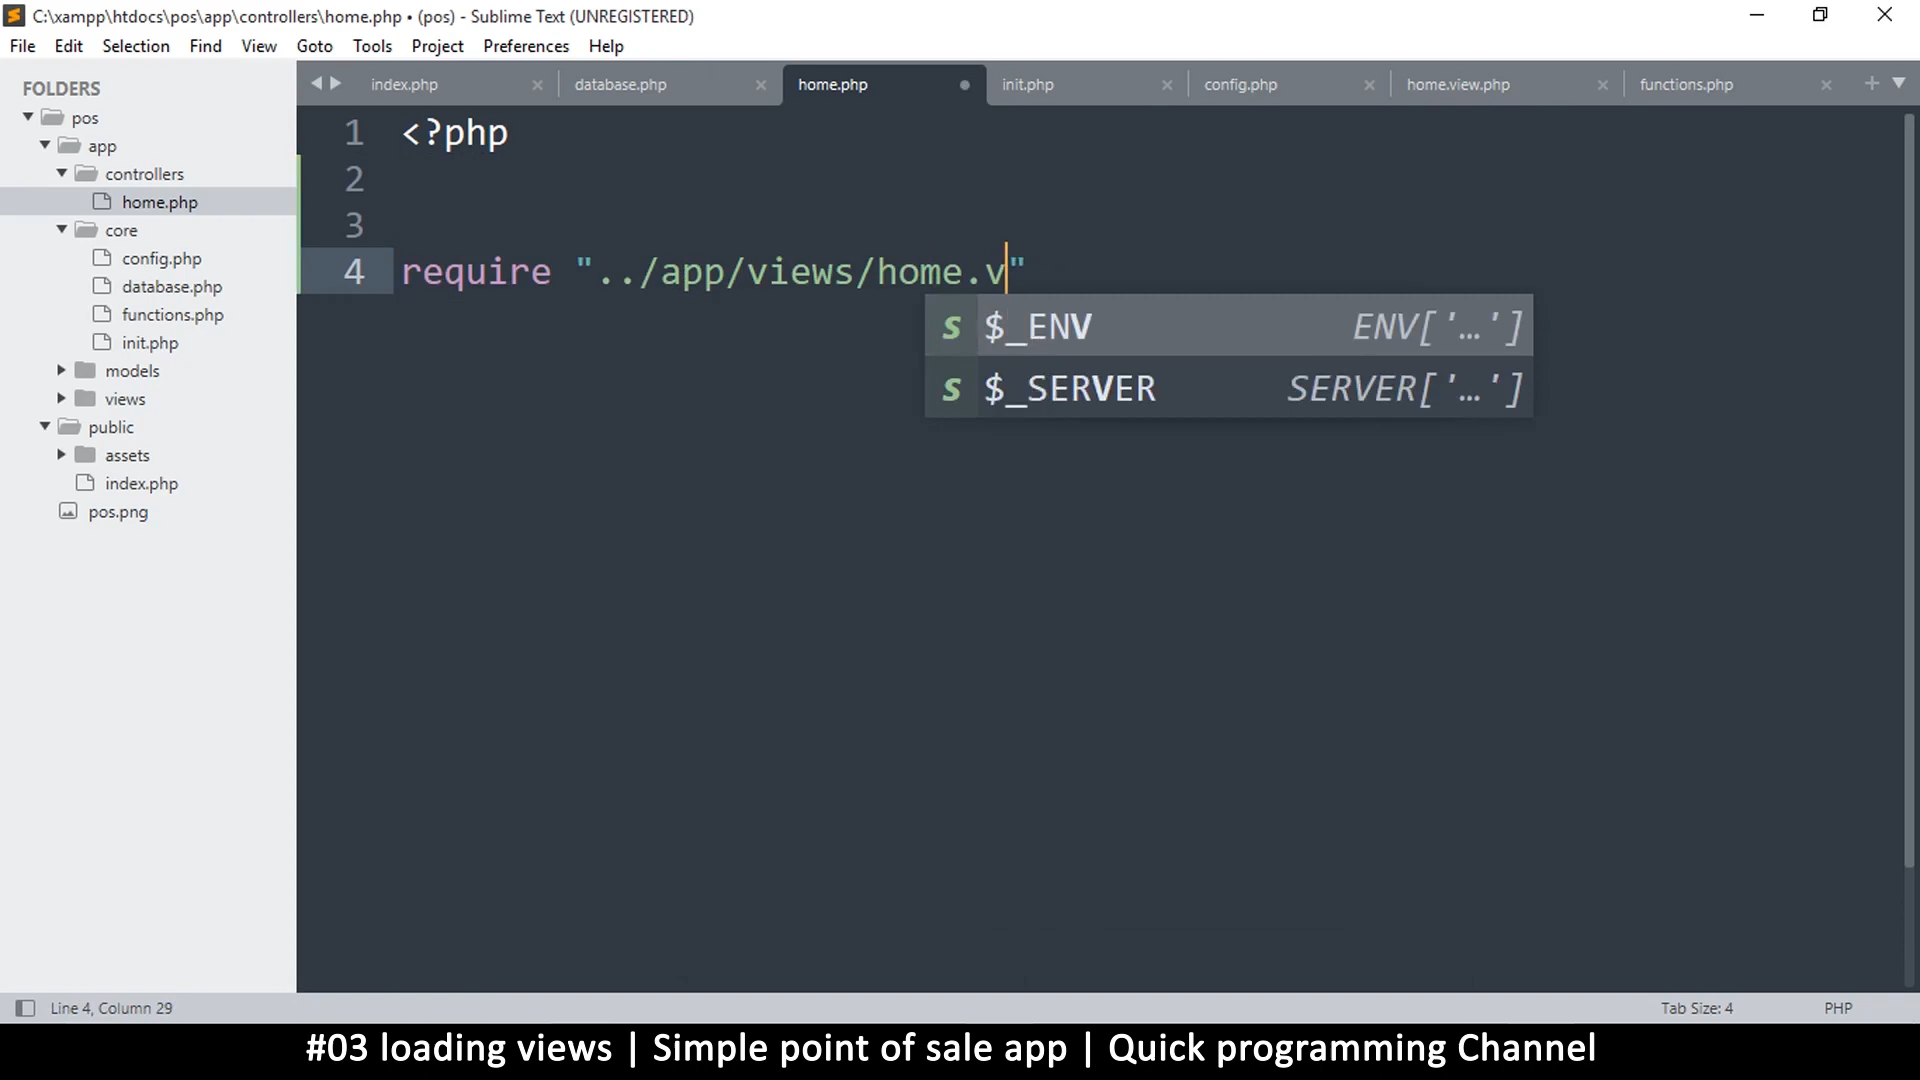 C:\xampp\htdocs\pos\app\controllers\home.php • (pos) - Sublime Text (UNREGISTERED)
File Edit Selection Find View Goto Tools Project Preferences Help
FOLDERS
pos
app
controllers
home.php
core
config.php
database.php
functions.php
init.php
models
views
public
assets
index.php
pos.png
index.php database.php home.php init.php config.php home.view.php functions.php
1 <?php
2
3
4 require "../app/views/home.v"
s $_ENV ENV['…']
s $_SERVER SERVER['…']
Line 4, Column 29 Tab Size: 4 PHP
#03 loading views | Simple point of sale app | Quick programming Channel